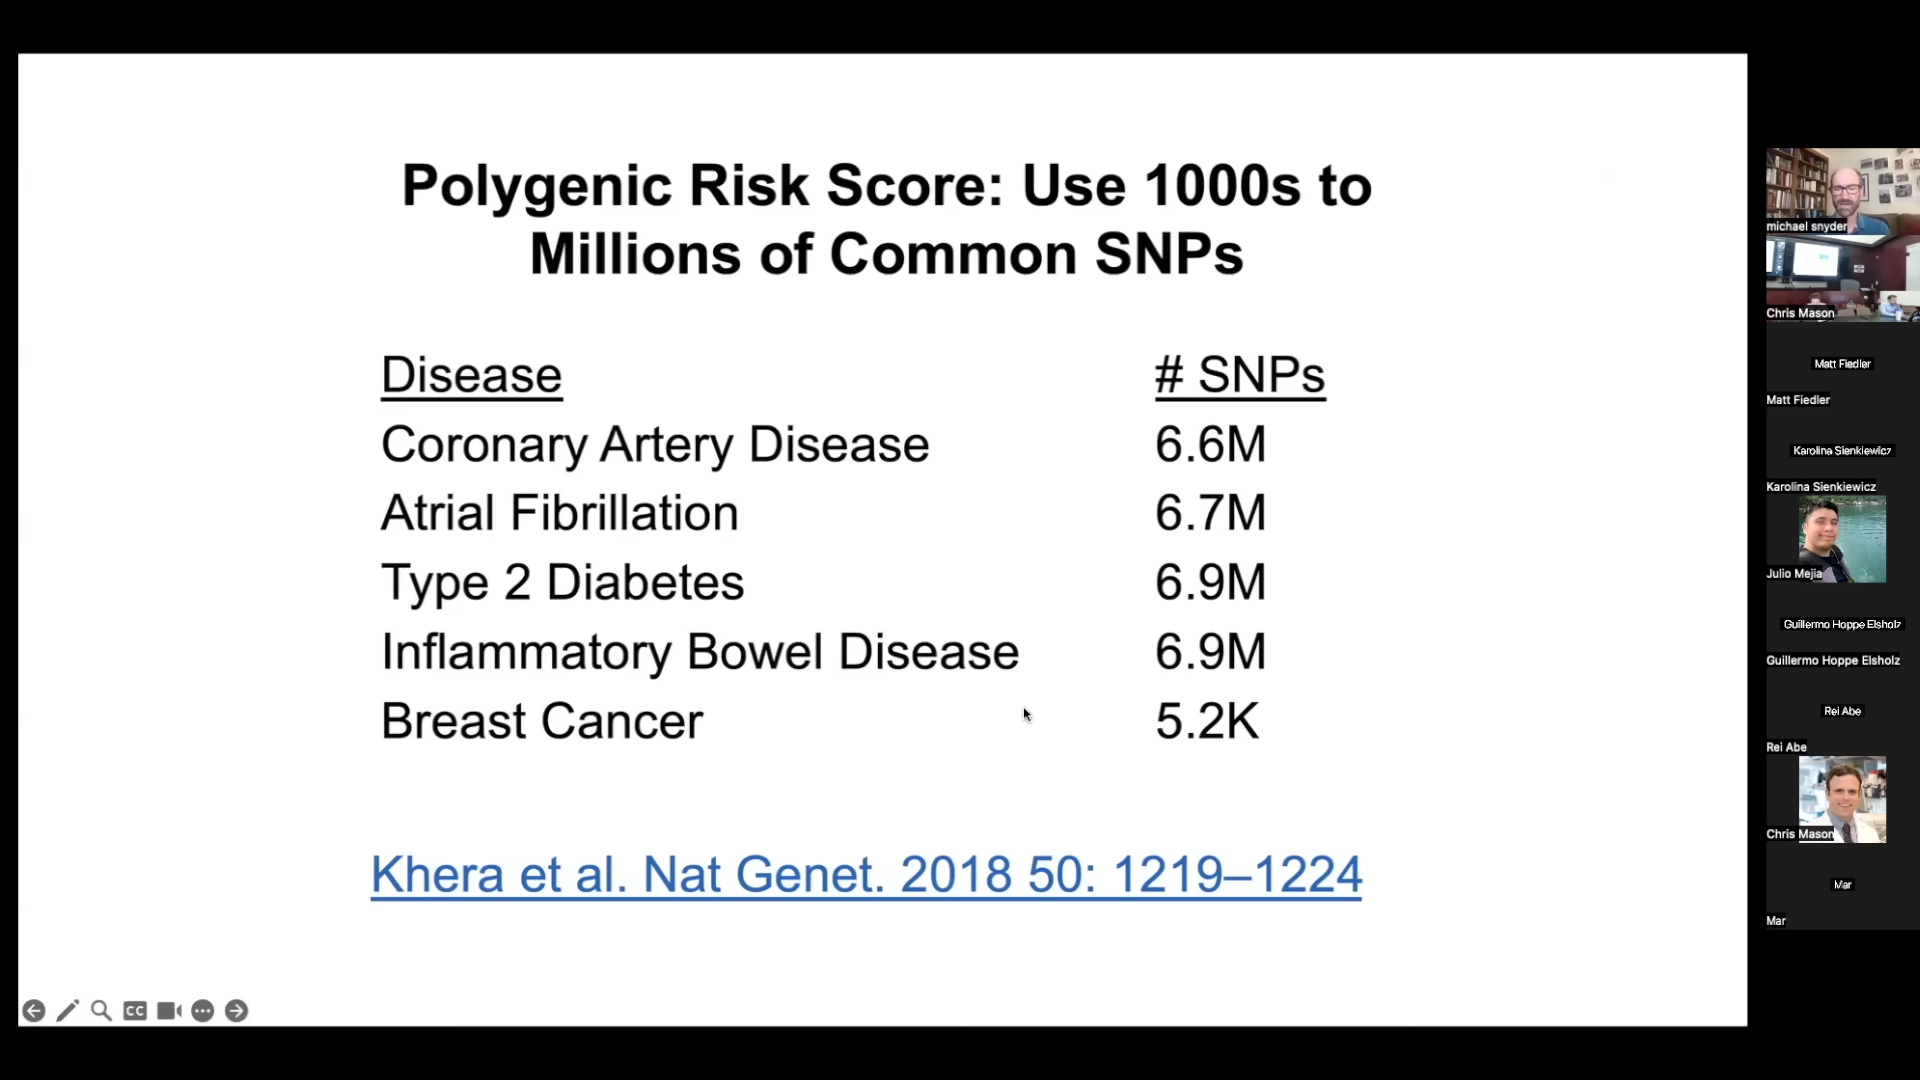 Polygenic Risk Score: Use 1000s to
Millions of Common SNPs
Disease # SNPs
Coronary Artery Disease 6.6M
Atrial Fibrillation 6.7M
Type 2 Diabetes 6.9M
Inflammatory Bowel Disease 6.9M
Breast Cancer 5.2K
Khera et al. Nat Genet. 2018 50: 1219–1224
CC
michael snyder
Chris Mason
Matt Fiedler
Matt Fiedler
Karolina Sienkiewicz
Karolina Sienkiewicz
Julio Mejia
Guillermo Hoppe Elsholz
Guillermo Hoppe Elsholz
Rei Abe
Rei Abe
Chris Mason
Mar
Mar